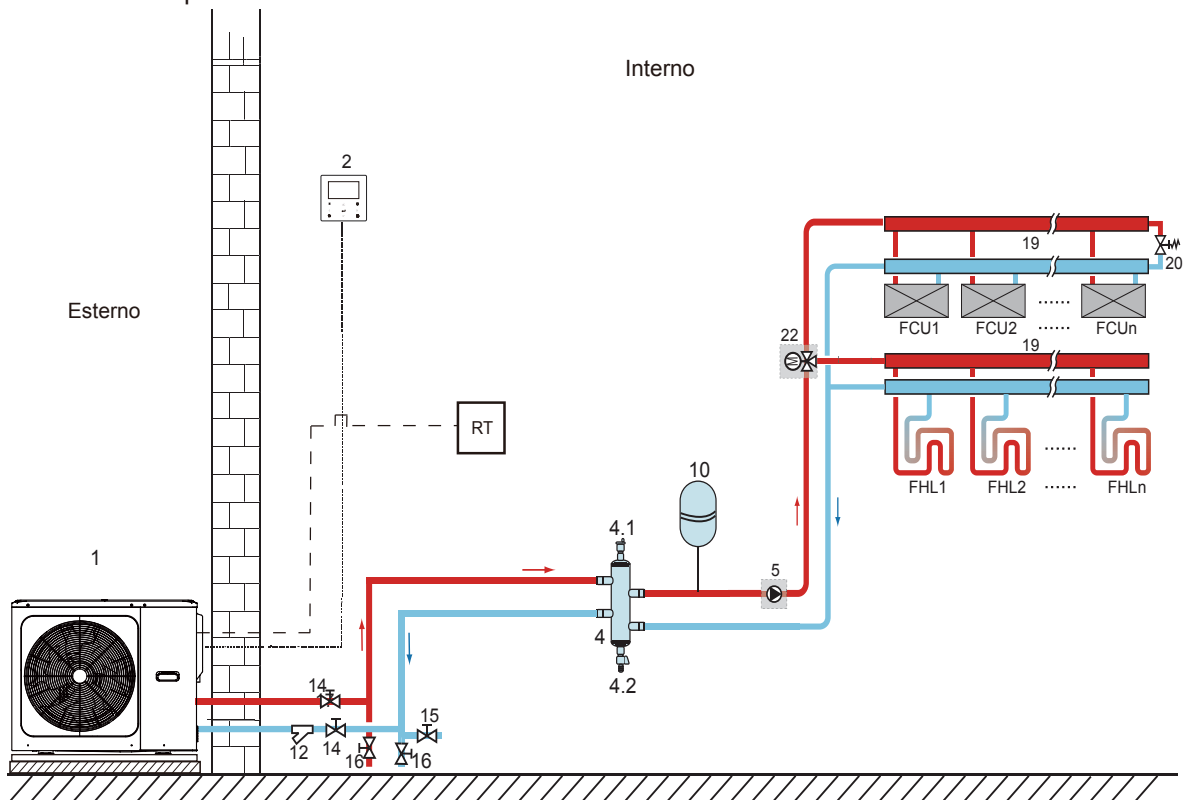 Interno
2
19
20
Esterno
FCU1 FCU2 ...... FCUn
......
22
19
RT
10
FHL1 FHL2 ...... FHLn
......
4.1
1
5
4
4.2
14
15
12 14 16 16